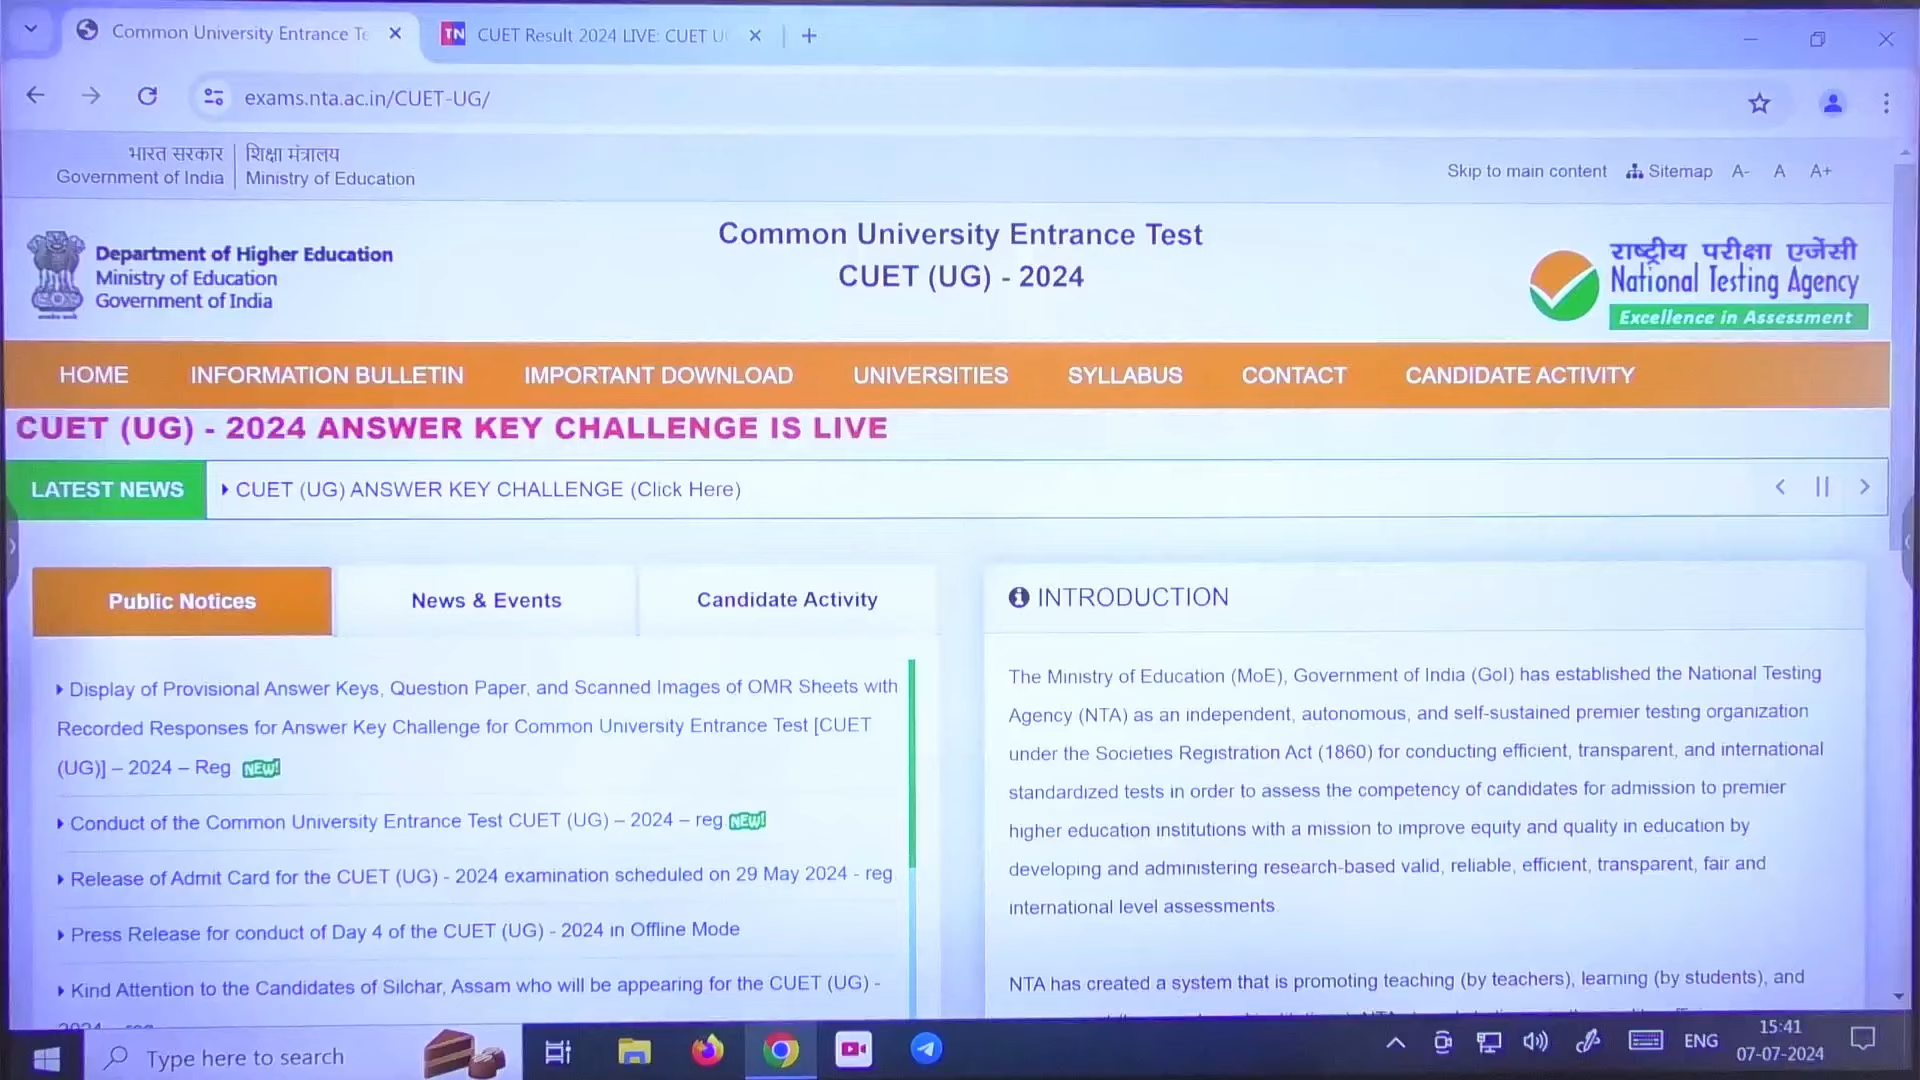 Common University Entrance Te
CUET Result 2024 LIVE: CUET U
exams.nta.ac.in/CUET-UG/
भारत सरकार
Government of India
शिक्षा मंत्रालय
Ministry of Education
Skip to main content
Sitemap
A-
A
A+
Department of Higher Education
Ministry of Education
Government of India
Common University Entrance Test
CUET (UG) - 2024
राष्ट्रीय परीक्षा एजेंसी
National Testing Agency
Excellence in Assessment
HOME
INFORMATION BULLETIN
IMPORTANT DOWNLOAD
UNIVERSITIES
SYLLABUS
CONTACT
CANDIDATE ACTIVITY
CUET (UG) - 2024 ANSWER KEY CHALLENGE IS LIVE
LATEST NEWS
CUET (UG) ANSWER KEY CHALLENGE (Click Here)
Public Notices
News & Events
Candidate Activity
Display of Provisional Answer Keys, Question Paper, and Scanned Images of OMR Sheets with
Recorded Responses for Answer Key Challenge for Common University Entrance Test [CUET
(UG)] – 2024 – Reg NEW!
Conduct of the Common University Entrance Test CUET (UG) – 2024 – reg NEW!
Release of Admit Card for the CUET (UG) - 2024 examination scheduled on 29 May 2024 - reg
Press Release for conduct of Day 4 of the CUET (UG) - 2024 in Offline Mode
Kind Attention to the Candidates of Silchar, Assam who will be appearing for the CUET (UG) -
INTRODUCTION
The Ministry of Education (MoE), Government of India (GoI) has established the National Testing
Agency (NTA) as an independent, autonomous, and self-sustained premier testing organization
under the Societies Registration Act (1860) for conducting efficient, transparent, and international
standardized tests in order to assess the competency of candidates for admission to premier
higher education institutions with a mission to improve equity and quality in education by
developing and administering research-based valid, reliable, efficient, transparent, fair and
international level assessments.
NTA has created a system that is promoting teaching (by teachers), learning (by students), and
Type here to search
ENG
15:41
07-07-2024